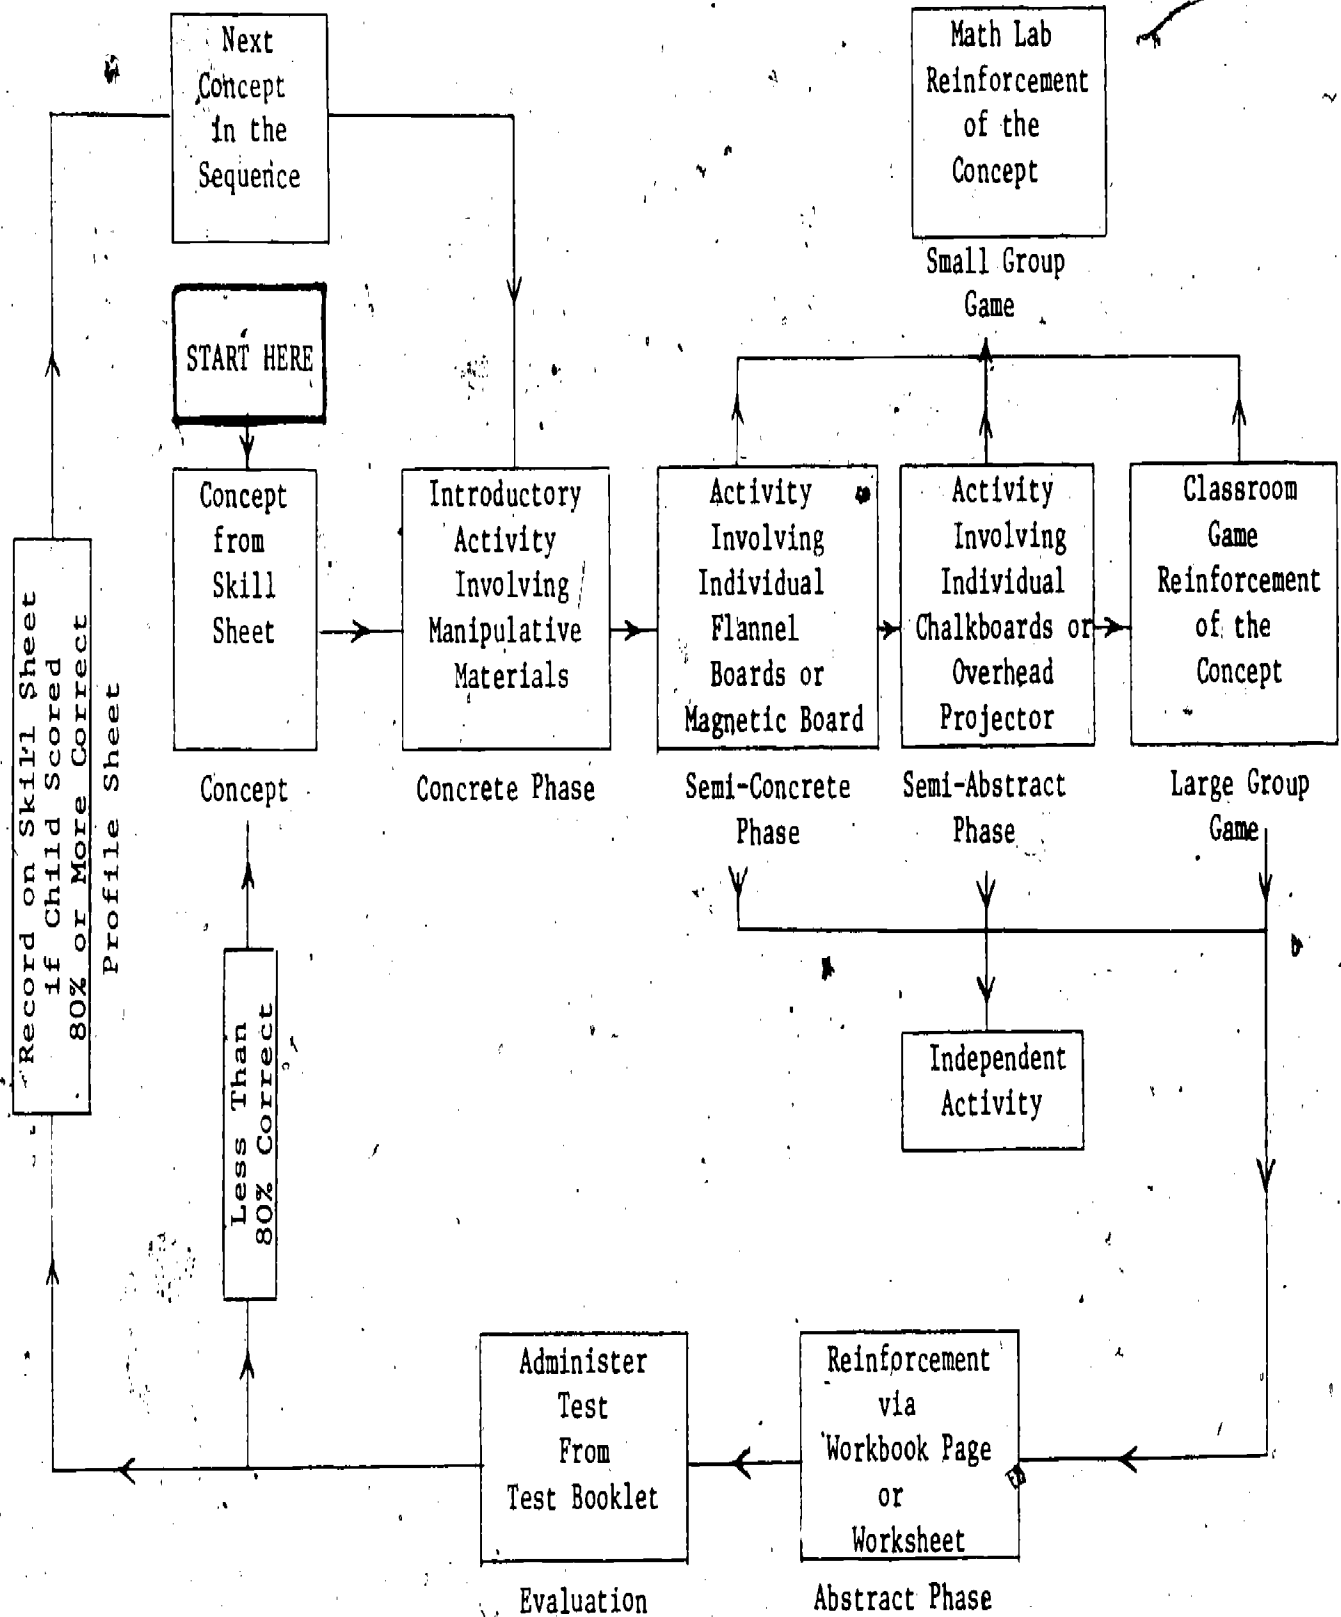 Next
Concept
in the
Sequence
Math Lab
Reinforcement
of the
Concept
Small Group
Game
START HERE
Concept
from
Skill
Sheet
Concept
Introductory
Activity
Involving
Manipulative
Materials
Concrete Phase
Activity
Involving
Individual
Flannel
Boards or
Magnetic Board
Semi-Concrete
Phase
Activity
Involving
Individual
Chalkboards or
Overhead
Projector
Semi-Abstract
Phase
Classroom
Game
Reinforcement
of the
Concept
Large Group
Game
Record on Skill Sheet
if Child Scored
80% or More Correct
Profile Sheet
Less Than
80% Correct
Independent
Activity
Administer
Test
From
Test Booklet
Evaluation
Reinforcement
via
Workbook Page
or
Worksheet
Abstract Phase